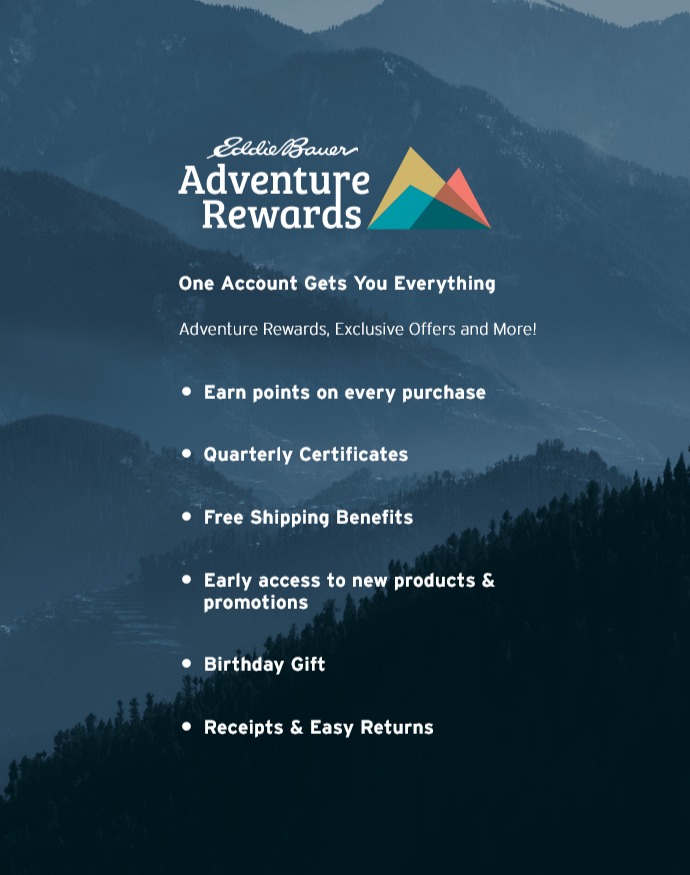 Eddie Bauer
Adventure
Rewards
One Account Gets You Everything
Adventure Rewards, Exclusive Offers and More!
• Earn points on every purchase
• Quarterly Certificates
• Free Shipping Benefits
• Early access to new products &
promotions
• Birthday Gift
• Receipts & Easy Returns